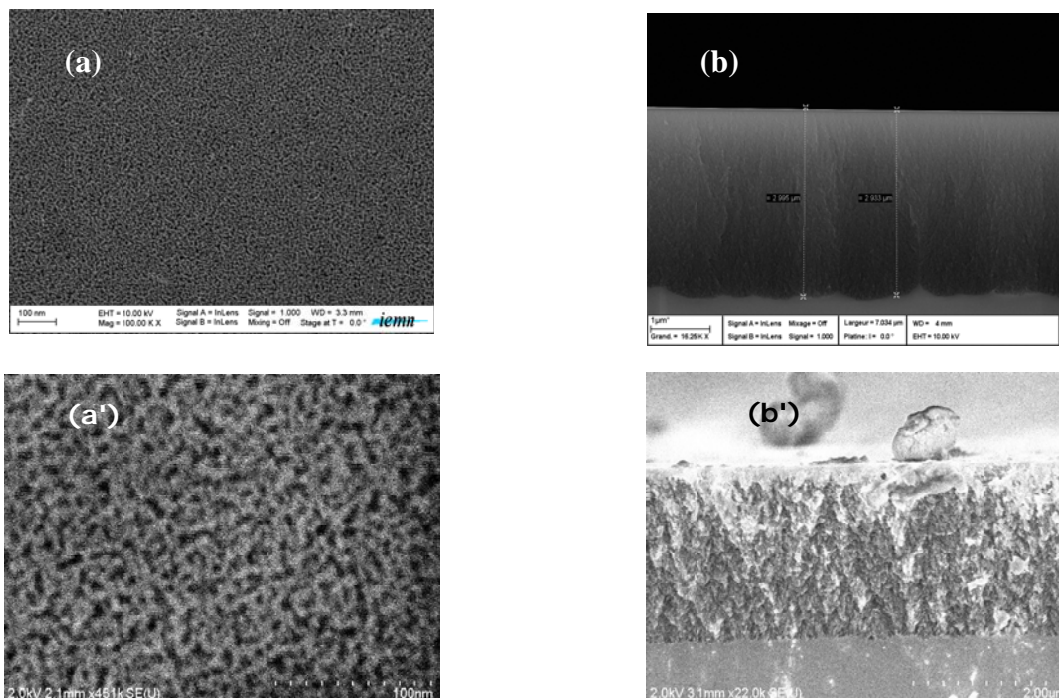 (a)
100 nm
EHT = 10.00 kV
Mag = 100.00 K X
Signal A = InLens
Signal B = InLens
Signal = 1.000
Mixing = Off
WD = 3.3 mm
Stage at T = 0.0 °
iemn
(b)
= 2.995 µm
= 2.933 µm
1µm*
Grand. = 16.25K X
Signal A = InLens
Signal B = InLens
Mixage = Off
Signal = 1.000
Largeur = 7.034 µm
Platine: I = 0.0 °
WD = 4 mm
EHT = 10.00 kV
(a')
2.0kV 2.1mm x451k SE(U)
100nm
(b')
2.0kV 3.1mm x22.0k SE(U)
2.00µm